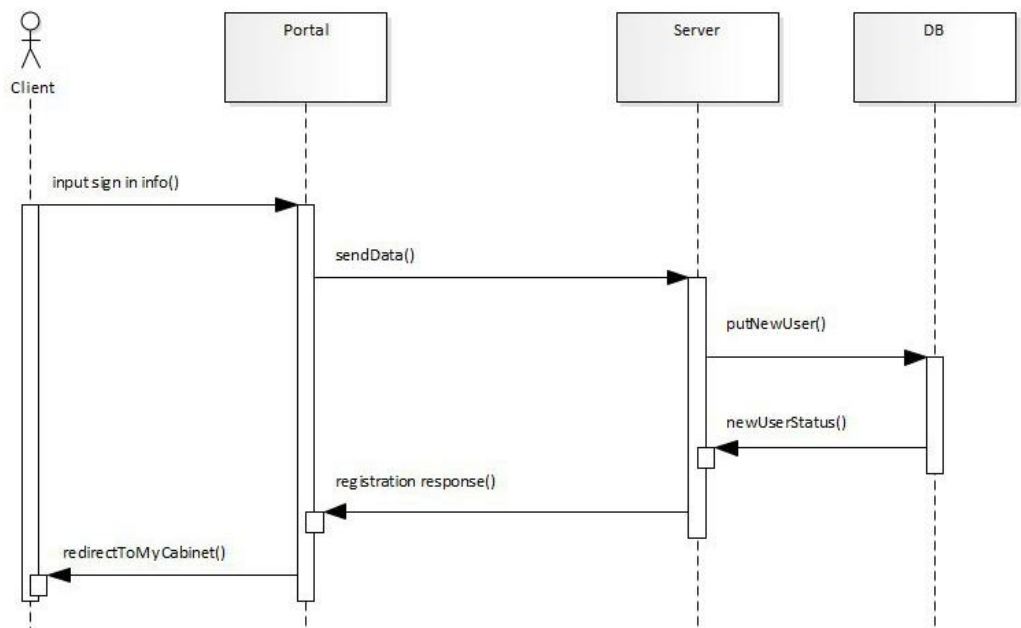 Client
Portal
Server
DB
input sign in info()
sendData()
putNewUser()
newUserStatus()
registration response()
redirectToMyCabinet()